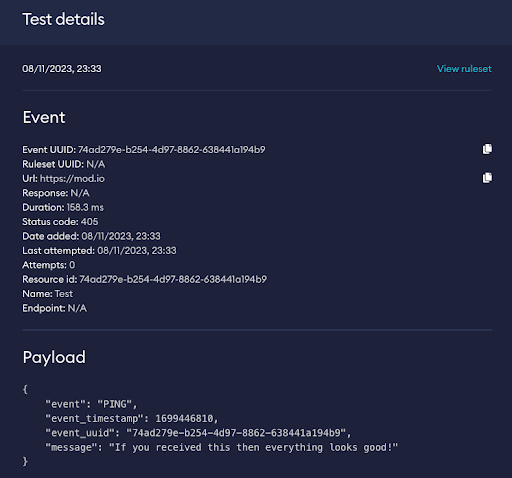 Test details
08/11/2023, 23:33 View ruleset
Event
Event UUID: 74ad279e-b254-4d97-8862-638441a194b9
Ruleset UUID: N/A
Url: https://mod.io
Response: N/A
Duration: 158.3 ms
Status code: 405
Date added: 08/11/2023, 23:33
Last attempted: 08/11/2023, 23:33
Attempts: 0
Resource id: 74ad279e-b254-4d97-8862-638441a194b9
Name: Test
Endpoint: N/A
Payload
{
    "event": "PING",
    "event_timestamp": 1699446810,
    "event_uuid": "74ad279e-b254-4d97-8862-638441a194b9",
    "message": "If you received this then everything looks good!"
}